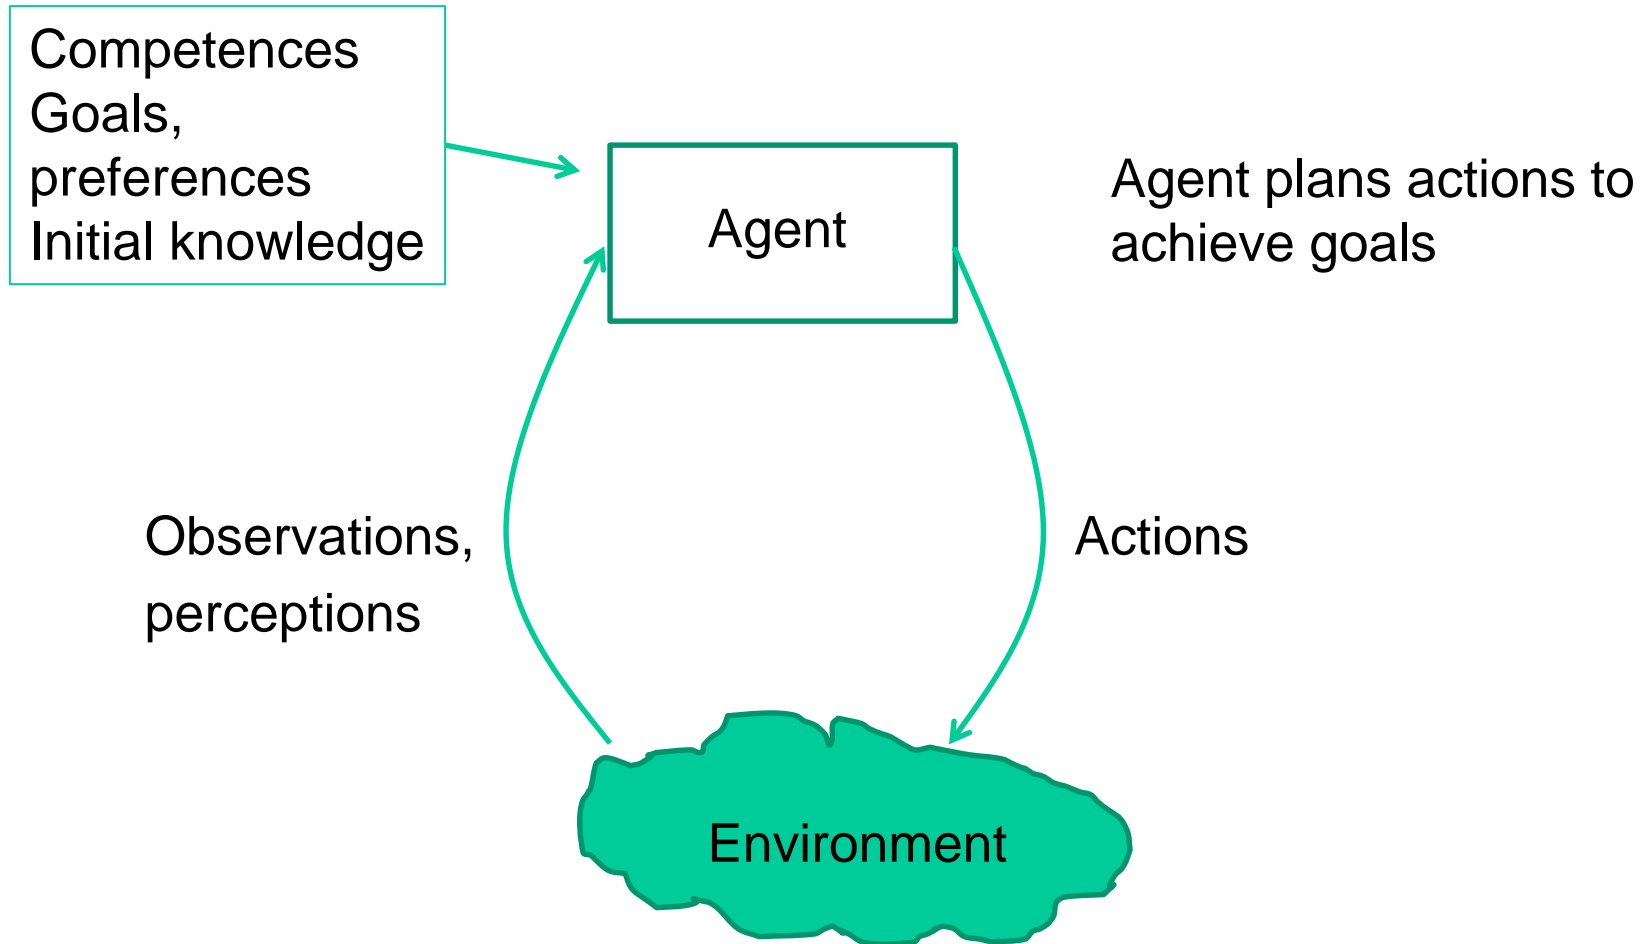 Competences
Goals,
preferences
Initial knowledge
Agent
Agent plans actions to
achieve goals
Observations,
perceptions
Actions
Environment